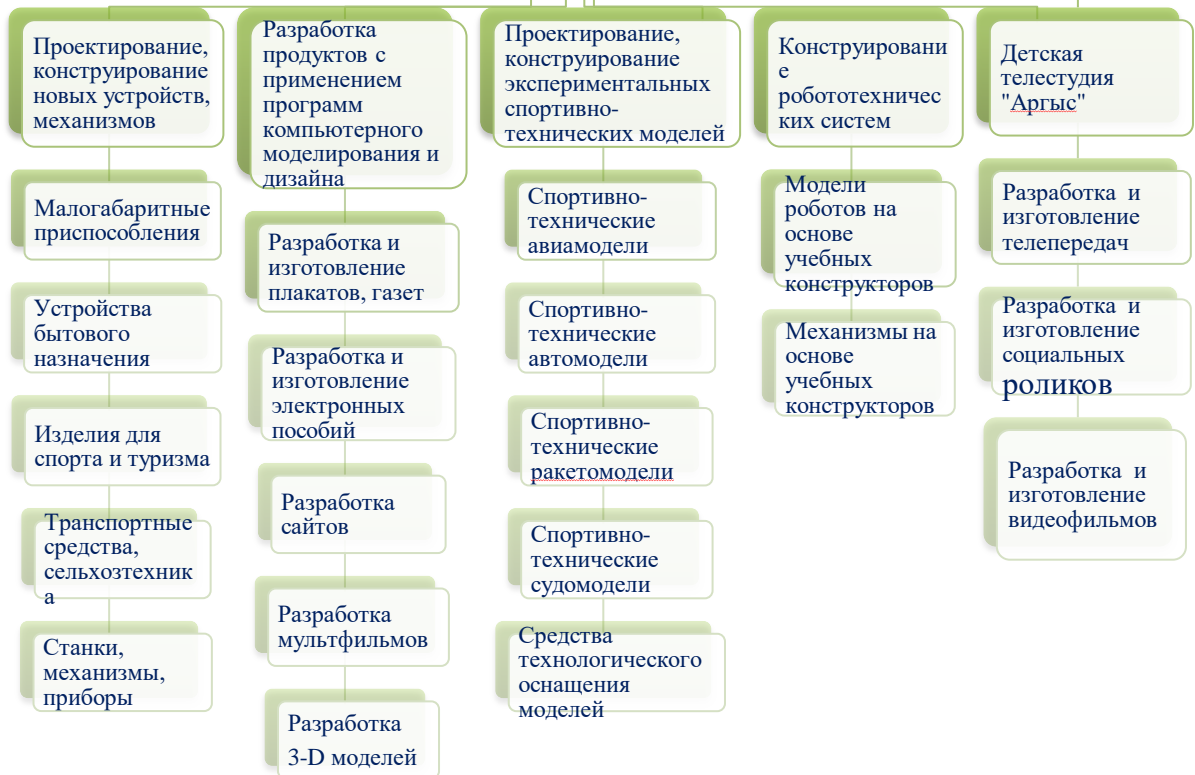 Проектирование,
конструирование
новых устройств,
механизмов
Малогабаритные
приспособления
Устройства
бытового
назначения
Изделия для
спорта и туризма
Транспортные
средства,
сельхозтехник
а
Станки,
механизмы,
приборы
Разработка
продуктов с
применением
программ
компьютерного
моделирования и
дизайна
Разработка и
изготовление
плакатов, газет
Разработка и
изготовление
электронных
пособий
Разработка
сайтов
Разработка
мультфильмов
Разработка
3-D моделей
Проектирование,
конструирование
экспериментальных
спортивно-
технических моделей
Спортивно-
технические
авиамодели
Спортивно-
технические
автомодели
Спортивно-
технические
ракетомодели
Спортивно-
технические
судомодели
Средства
технологического
оснащения
моделей
Конструировани
е
робототехничес
ких систем
Модели
роботов на
основе
учебных
конструкторов
Механизмы на
основе
учебных
конструкторов
Детская
телестудия
"Аргыс"
Разработка и
изготовление
телепередач
Разработка и
изготовление
социальных
роликов
Разработка и
изготовление
видеофильмов